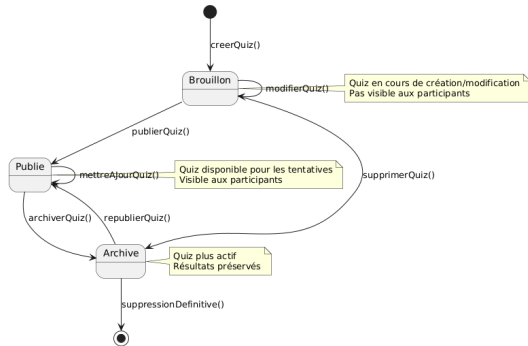 creerQuiz()
Brouillon
modifierQuiz()
Quiz en cours de création/modification
Pas visible aux participants
publierQuiz()
Publie
mettreAJourQuiz()
Quiz disponible pour les tentatives
Visible aux participants
supprimerQuiz()
archiverQuiz()
republierQuiz()
Archive
Quiz plus actif
Résultats préservés
suppressionDefinitive()